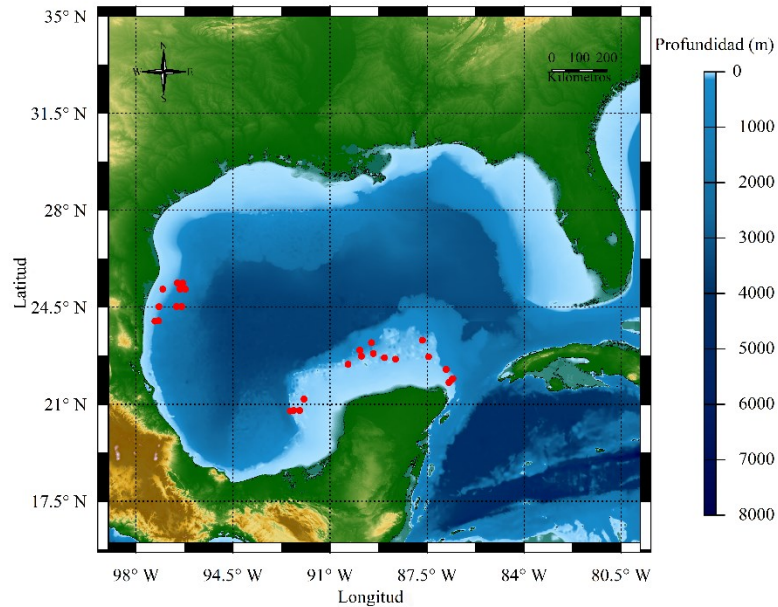 35° N
31.5° N
28° N
24.5° N
21° N
17.5° N
Latitud
N
W E
S
0 100 200
Kilómetros
98° W 94.5° W 91° W 87.5° W 84° W 80.5° W
Longitud
Profundidad (m)
0
1000
2000
3000
4000
5000
6000
7000
8000